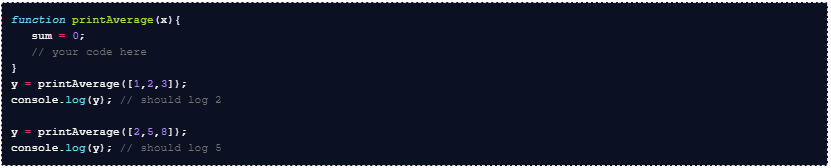 function printAverage(x){
   sum = 0;
   // your code here
}
y = printAverage([1,2,3]);
console.log(y); // should log 2

y = printAverage([2,5,8]);
console.log(y); // should log 5